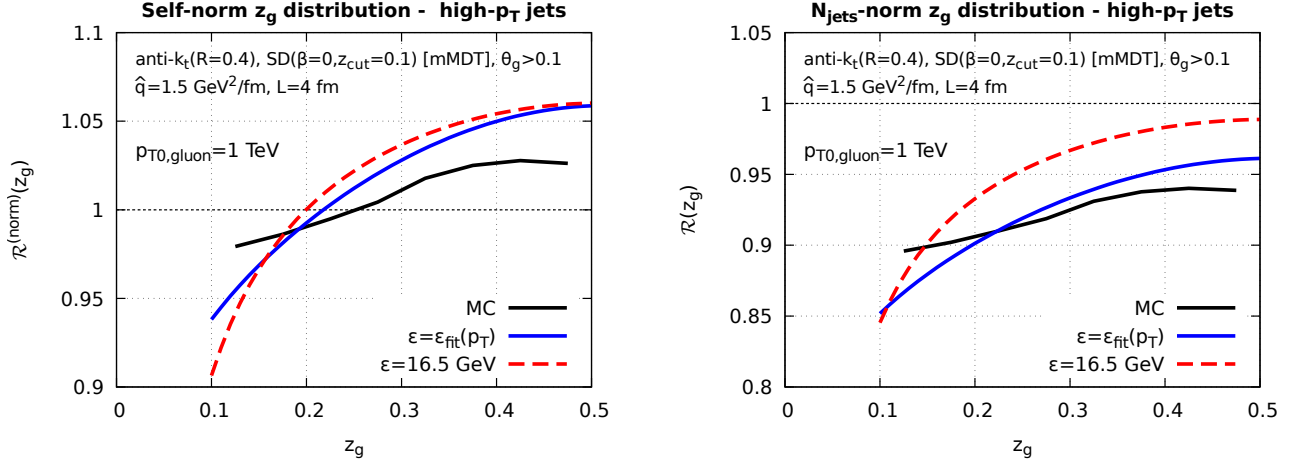 Self-norm z_g distribution - high-p_T jets
1.1
1.05
1
0.95
0.9
anti-k_t(R=0.4), SD(β=0,z_cut=0.1) [mMDT], θ_g>0.1
q̂=1.5 GeV²/fm, L=4 fm
p_T0,gluon=1 TeV
R^(norm)(z_g)
MC
ε=ε_fit(p_T)
ε=16.5 GeV
0 0.1 0.2 0.3 0.4 0.5
z_g
N_jets-norm z_g distribution - high-p_T jets
1.05
1
0.95
0.9
0.85
0.8
anti-k_t(R=0.4), SD(β=0,z_cut=0.1) [mMDT], θ_g>0.1
q̂=1.5 GeV²/fm, L=4 fm
p_T0,gluon=1 TeV
R(z_g)
MC
ε=ε_fit(p_T)
ε=16.5 GeV
0 0.1 0.2 0.3 0.4 0.5
z_g